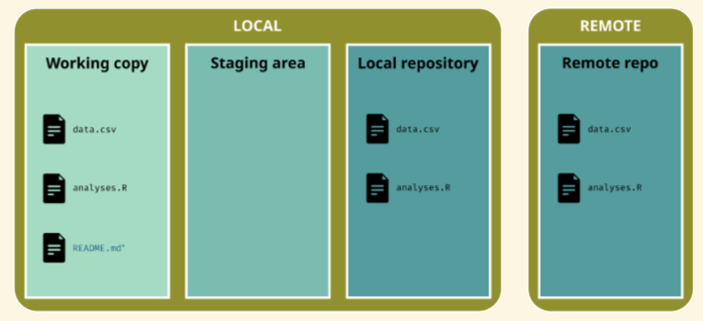 LOCAL
REMOTE
Working copy
Staging area
Local repository
Remote repo
data.csv
data.csv
data.csv
analyses.R
analyses.R
analyses.R
README.md*